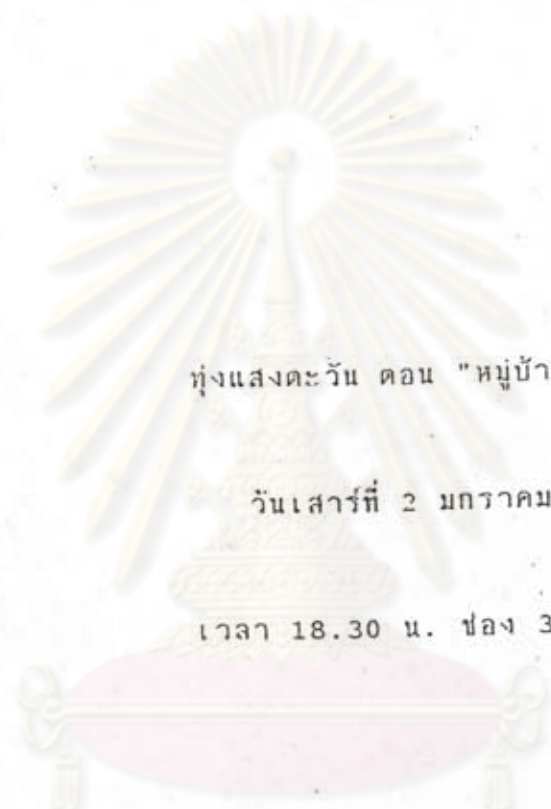 ทุ่งแสงตะวัน ตอน "หมู่บ้า
วันเสาร์ที่ 2 มกราคม
เวลา 18.30 น. ช่อง 3